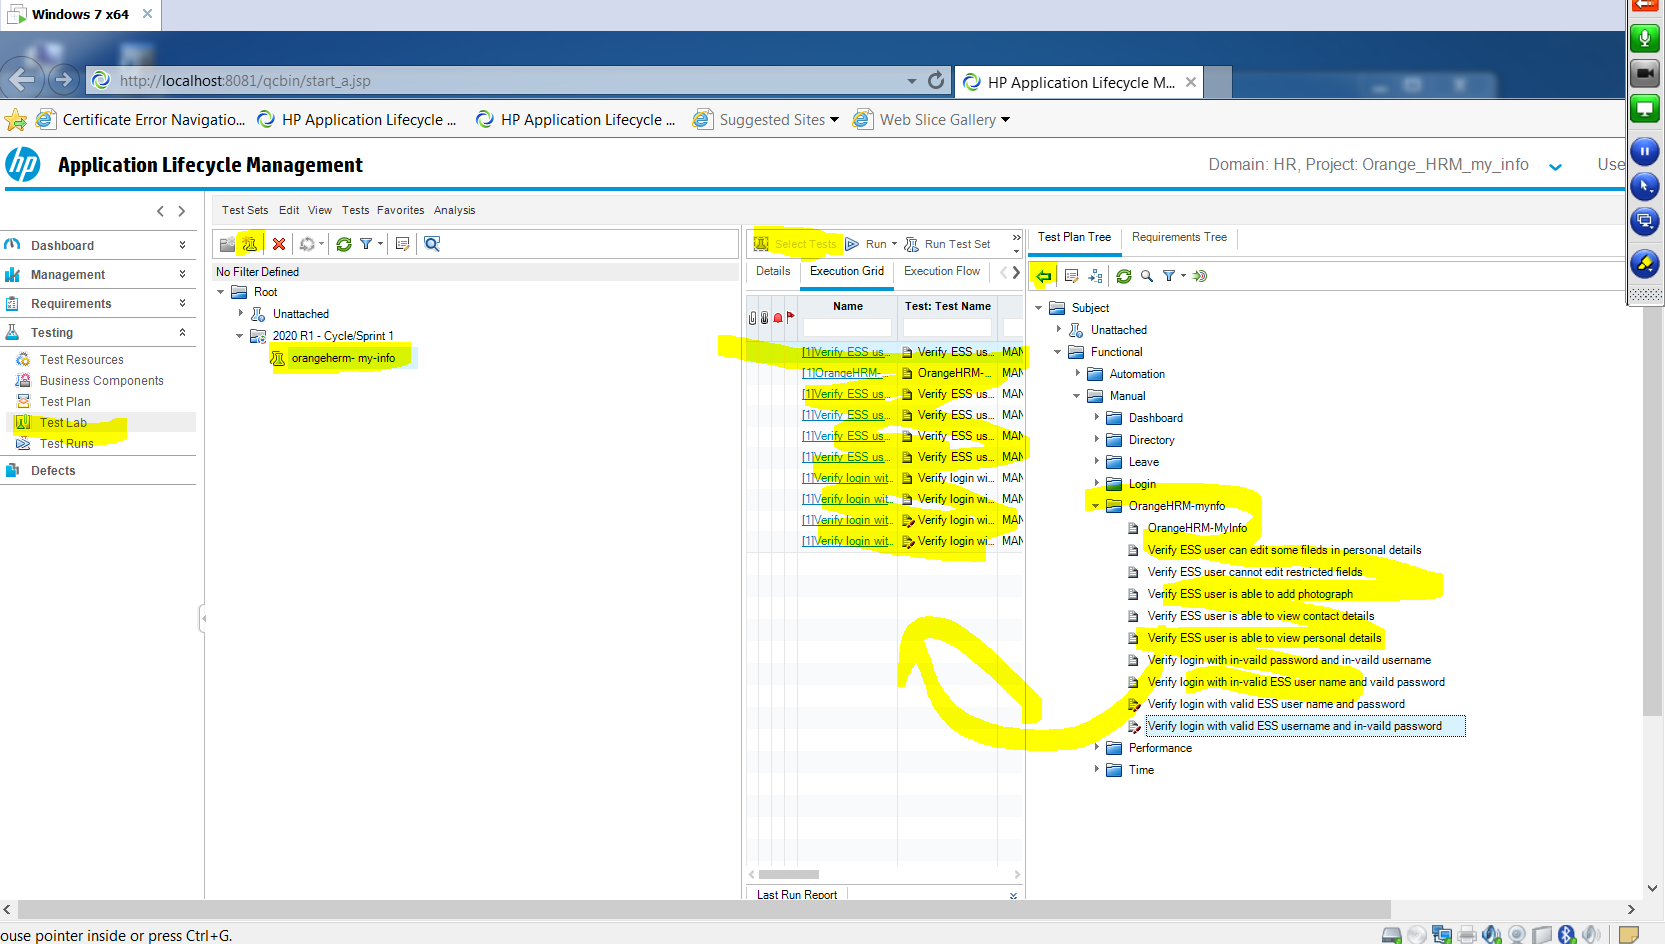 Windows 7 x64
http://localhost:8081/qcbin/start_a.jsp
HP Application Lifecycle M...
Certificate Error Navigatio...
HP Application Lifecycle ...
HP Application Lifecycle ...
Suggested Sites
Web Slice Gallery
hp
Application Lifecycle Management
Domain: HR, Project: Orange_HRM_my_info
Use
Dashboard
Management
Requirements
Testing
Test Resources
Business Components
Test Plan
Test Lab
Test Runs
Defects
Test Sets Edit View Tests Favorites Analysis
No Filter Defined
Root
Unattached
2020 R1 - Cycle/Sprint 1
orangeherm- my-info
Select Tests Run Run Test Set
Details Execution Grid Execution Flow
Name Test: Test Name
[1]Verify ESS us... Verify ESS us... MAN
[1]OrangeHRM-... OrangeHRM-... MAN
[1]Verify ESS us... Verify ESS us... MAN
[1]Verify ESS us... Verify ESS us... MAN
[1]Verify ESS us... Verify ESS us... MAN
[1]Verify ESS us... Verify ESS us... MAN
[1]Verify login wit... Verify login wi... MAN
[1]Verify login wit... Verify login wi... MAN
[1]Verify login wit... Verify login wi... MAN
[1]Verify login wit... Verify login wi... MAN
Last Run Report
Test Plan Tree Requirements Tree
Subject
Unattached
Functional
Automation
Manual
Dashboard
Directory
Leave
Login
OrangeHRM-mynfo
OrangeHRM-MyInfo
Verify ESS user can edit some fileds in personal details
Verify ESS user cannot edit restricted fields
Verify ESS user is able to add photograph
Verify ESS user is able to view contact details
Verify ESS user is able to view personal details
Verify login with in-vaild password and in-vaild username
Verify login with in-valid ESS user name and vaild password
Verify login with valid ESS user name and password
Verify login with valid ESS username and in-vaild password
Performance
Time
ouse pointer inside or press Ctrl+G.